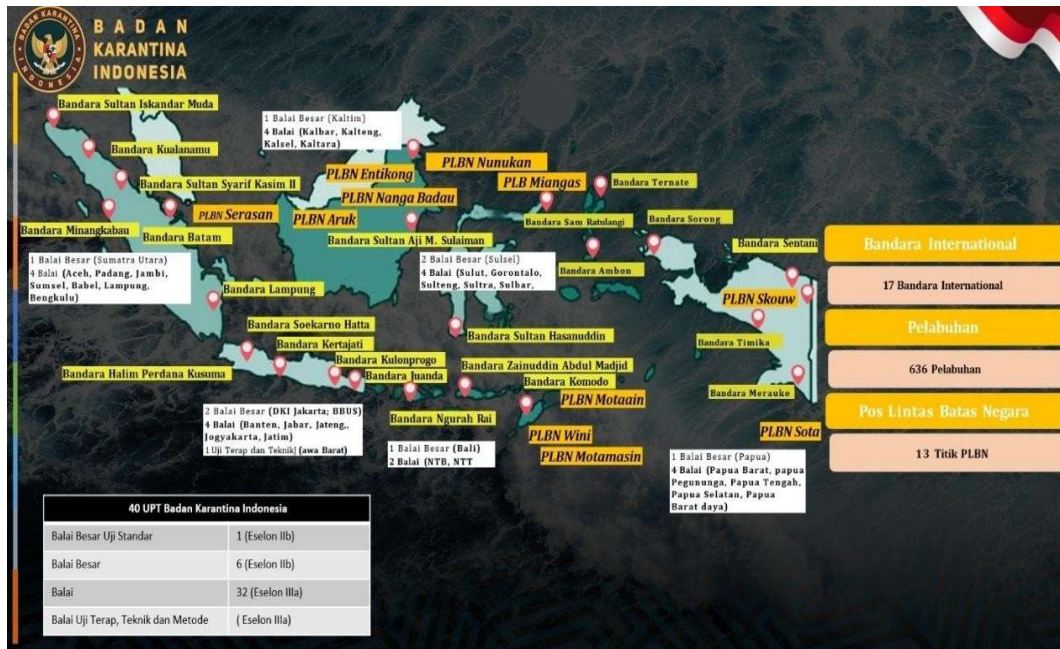 BADAN
KARANTINA
INDONESIA
BADAN KARANTINA
INDONESIA
Bandara Sultan Iskandar Muda
Bandara Kualanamu
Bandara Sultan Syarif Kasim II
PLBN Serasan
Bandara Minangkabau
Bandara Batam
1 Balai Besar (Sumatra Utara)
4 Balai (Aceh, Padang, Jambi,
Sumsel, Babel, Lampung,
Bengkulu)
Bandara Lampung
1 Balai Besar (Kaltim)
4 Balai (Kalbar, Kalteng,
Kalsel, Kaltara)
PLBN Entikong
PLBN Nunukan
PLBN Nanga Badau
PLBN Aruk
Bandara Sultan Aji M. Sulaiman
PLB Miangas
Bandara Ternate
Bandara Sam Ratulangi
Bandara Sorong
Bandara Ambon
Bandara Sentani
2 Balai Besar (Sulsel)
4 Balai (Sulut, Gorontalo,
Sulteng, Sultra, Sulbar,
Bandara Sultan Hasanuddin
PLBN Skouw
Bandara Timika
Bandara Merauke
PLBN Sota
Bandara Soekarno Hatta
Bandara Kertajati
Bandara Kulonprogo
Bandara Halim Perdana Kusuma
Bandara Juanda
Bandara Zainuddin Abdul Madjid
Bandara Komodo
Bandara Ngurah Rai
PLBN Motaain
PLBN Wini
PLBN Motamasin
2 Balai Besar (DKI Jakarta; BBUS)
4 Balai (Banten, Jabar, Jateng,,
Jogyakarta, Jatim)
1 Uji Terap dan Teknik] (awa Barat)
1 Balai Besar (Bali)
2 Balai (NTB, NTT
1 Balai Besar (Papua)
4 Balai (Papua Barat, papua
Pegununga, Papua Tengah,
Papua Selatan, Papua
Barat daya)
Bandara International
17 Bandara International
Pelabuhan
636 Pelabuhan
Pos Lintas Batas Negara
13 Titik PLBN
40 UPT Badan Karantina Indonesia
Balai Besar Uji Standar 1 (Eselon IIb)
Balai Besar 6 (Eselon IIb)
Balai 32 (Eselon IIIa)
Balai Uji Terap, Teknik dan Metode ( Eselon IIIa)